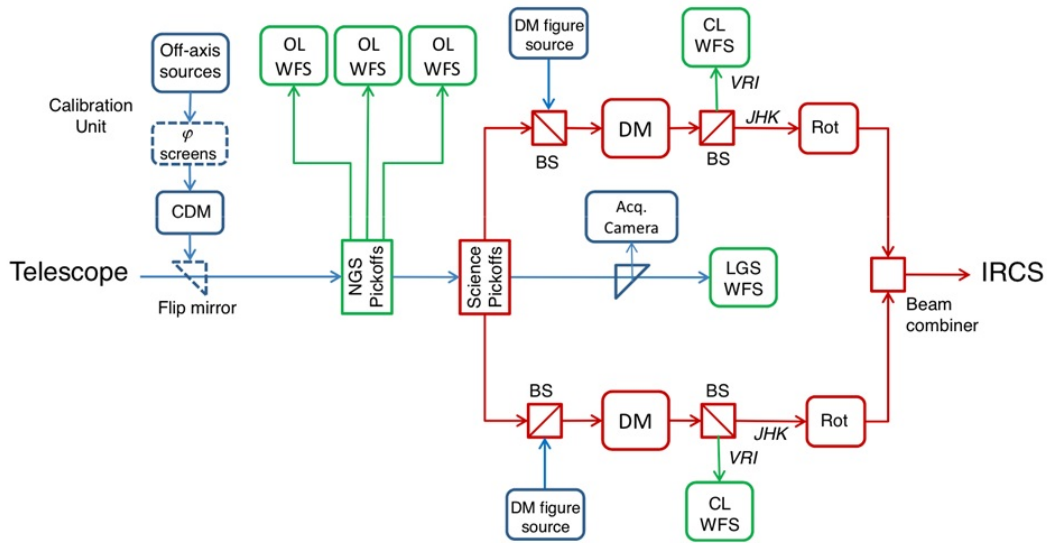 Off-axis
sources
Calibration
Unit
φ
screens
CDM
Telescope
Flip mirror
OL
WFS
OL
WFS
OL
WFS
NGS
Pickoffs
Science
Pickoffs
DM figure
source
BS
DM
CL
WFS
VRI
BS
JHK
Rot
Acq.
Camera
LGS
WFS
Beam
combiner
IRCS
BS
DM
BS
JHK
VRI
Rot
DM figure
source
CL
WFS